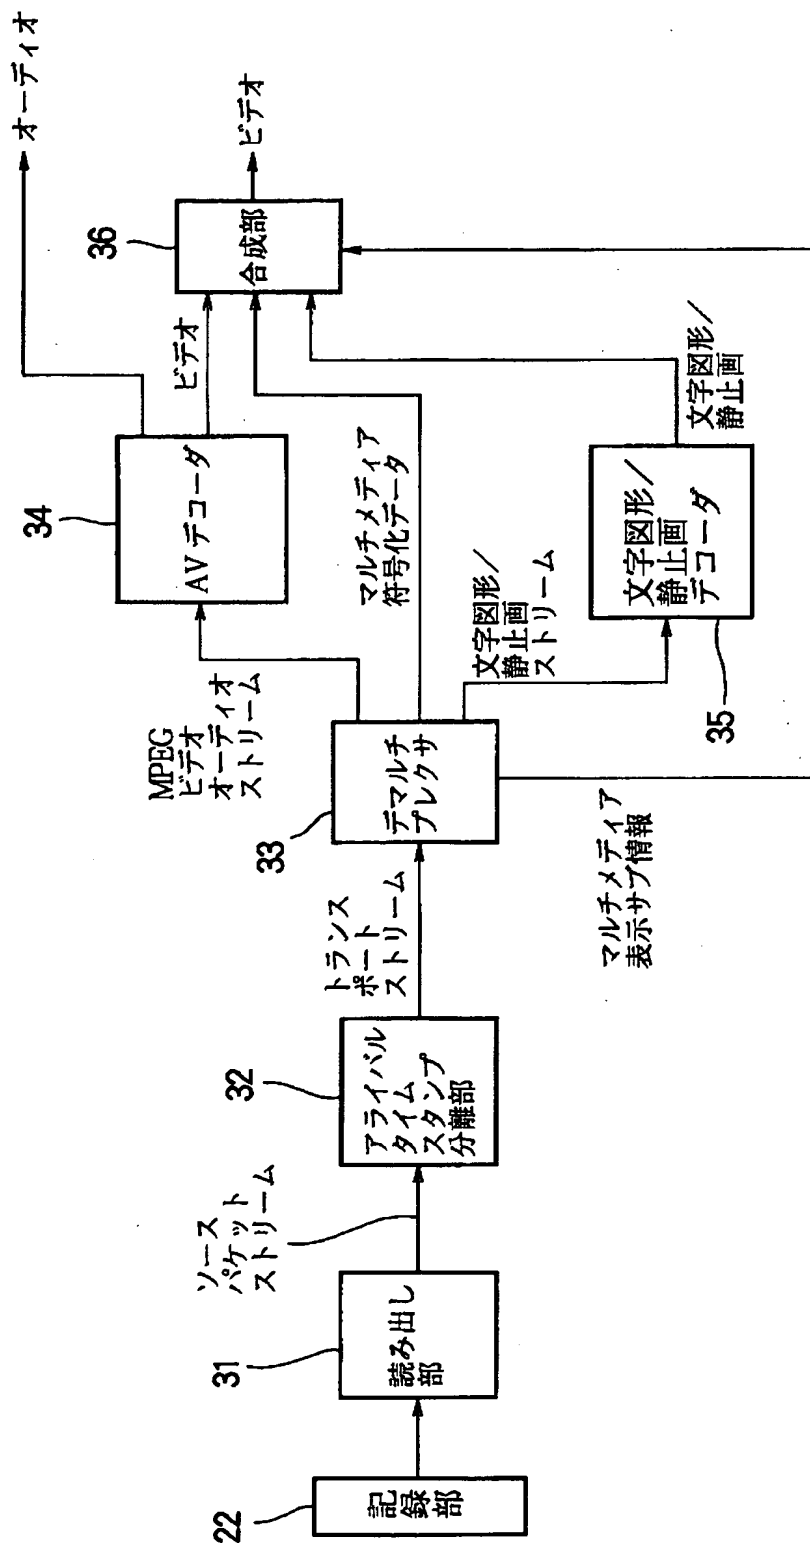 22
記録部
31
読み出し
部
ソース
パケット
ストリーム
32
アライバル
タイム
スタンプ
分離部
トランス
ポート
ストリーム
33
デマルチ
プレクサ
MPEG
ビデオ
オーディオ
ストリーム
34
AVデコーダ
マルチメディア
符号化データ
文字図形／
静止画
ストリーム
マルチメディア
表示サブ情報
35
文字図形／
静止画
デコーダ
文字図形／
静止画
ビデオ
36
合成部
ビデオ
オーディオ